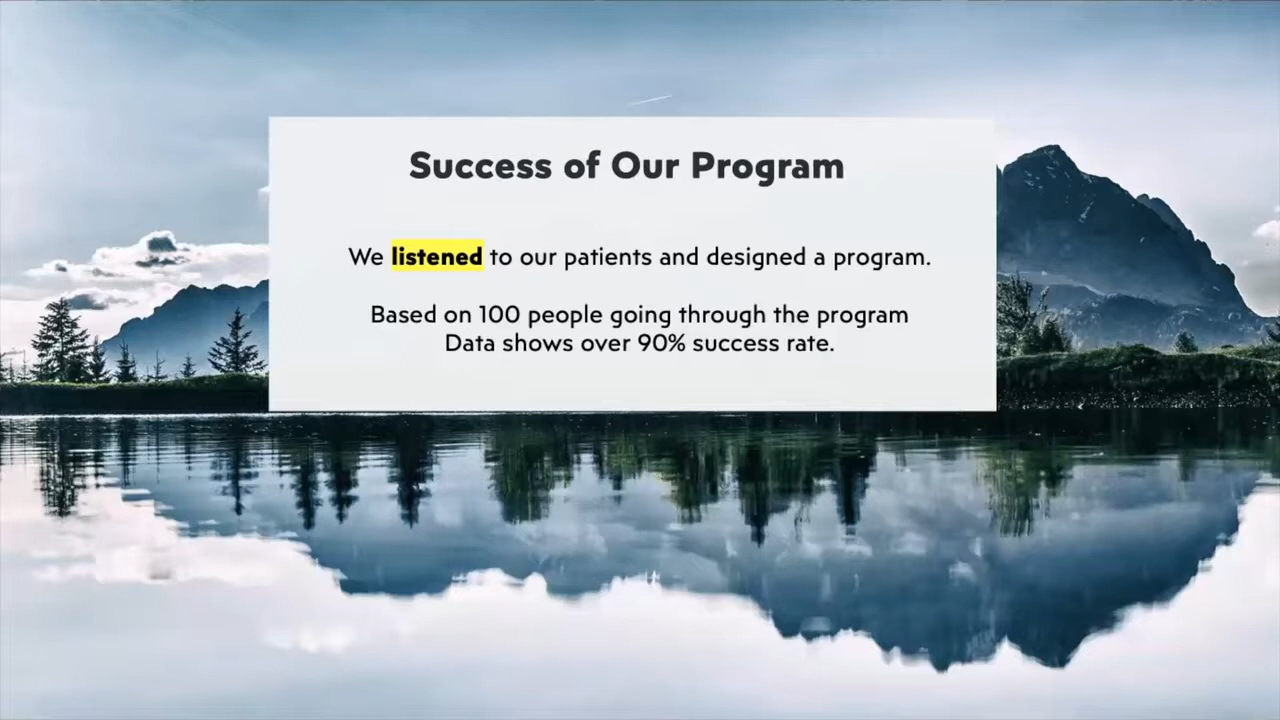 Success of Our Program
We listened to our patients and designed a program.
Based on 100 people going through the program
Data shows over 90% success rate.